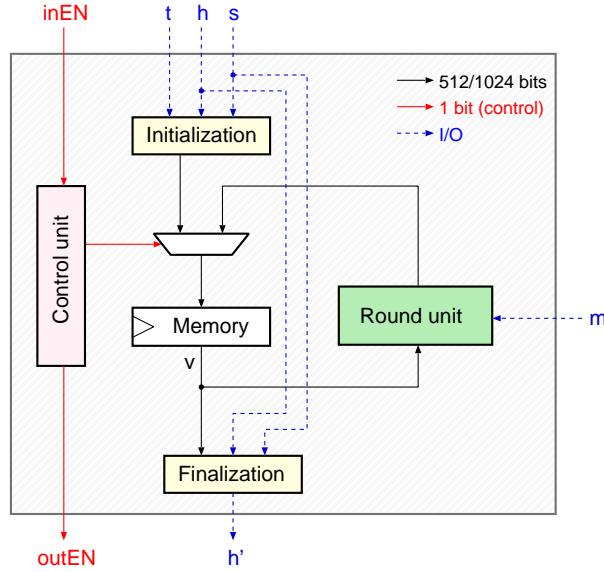 inEN
t
h
s
512/1024 bits
1 bit (control)
I/O
Initialization
Control unit
Memory
Round unit
m
v
Finalization
outEN
h'